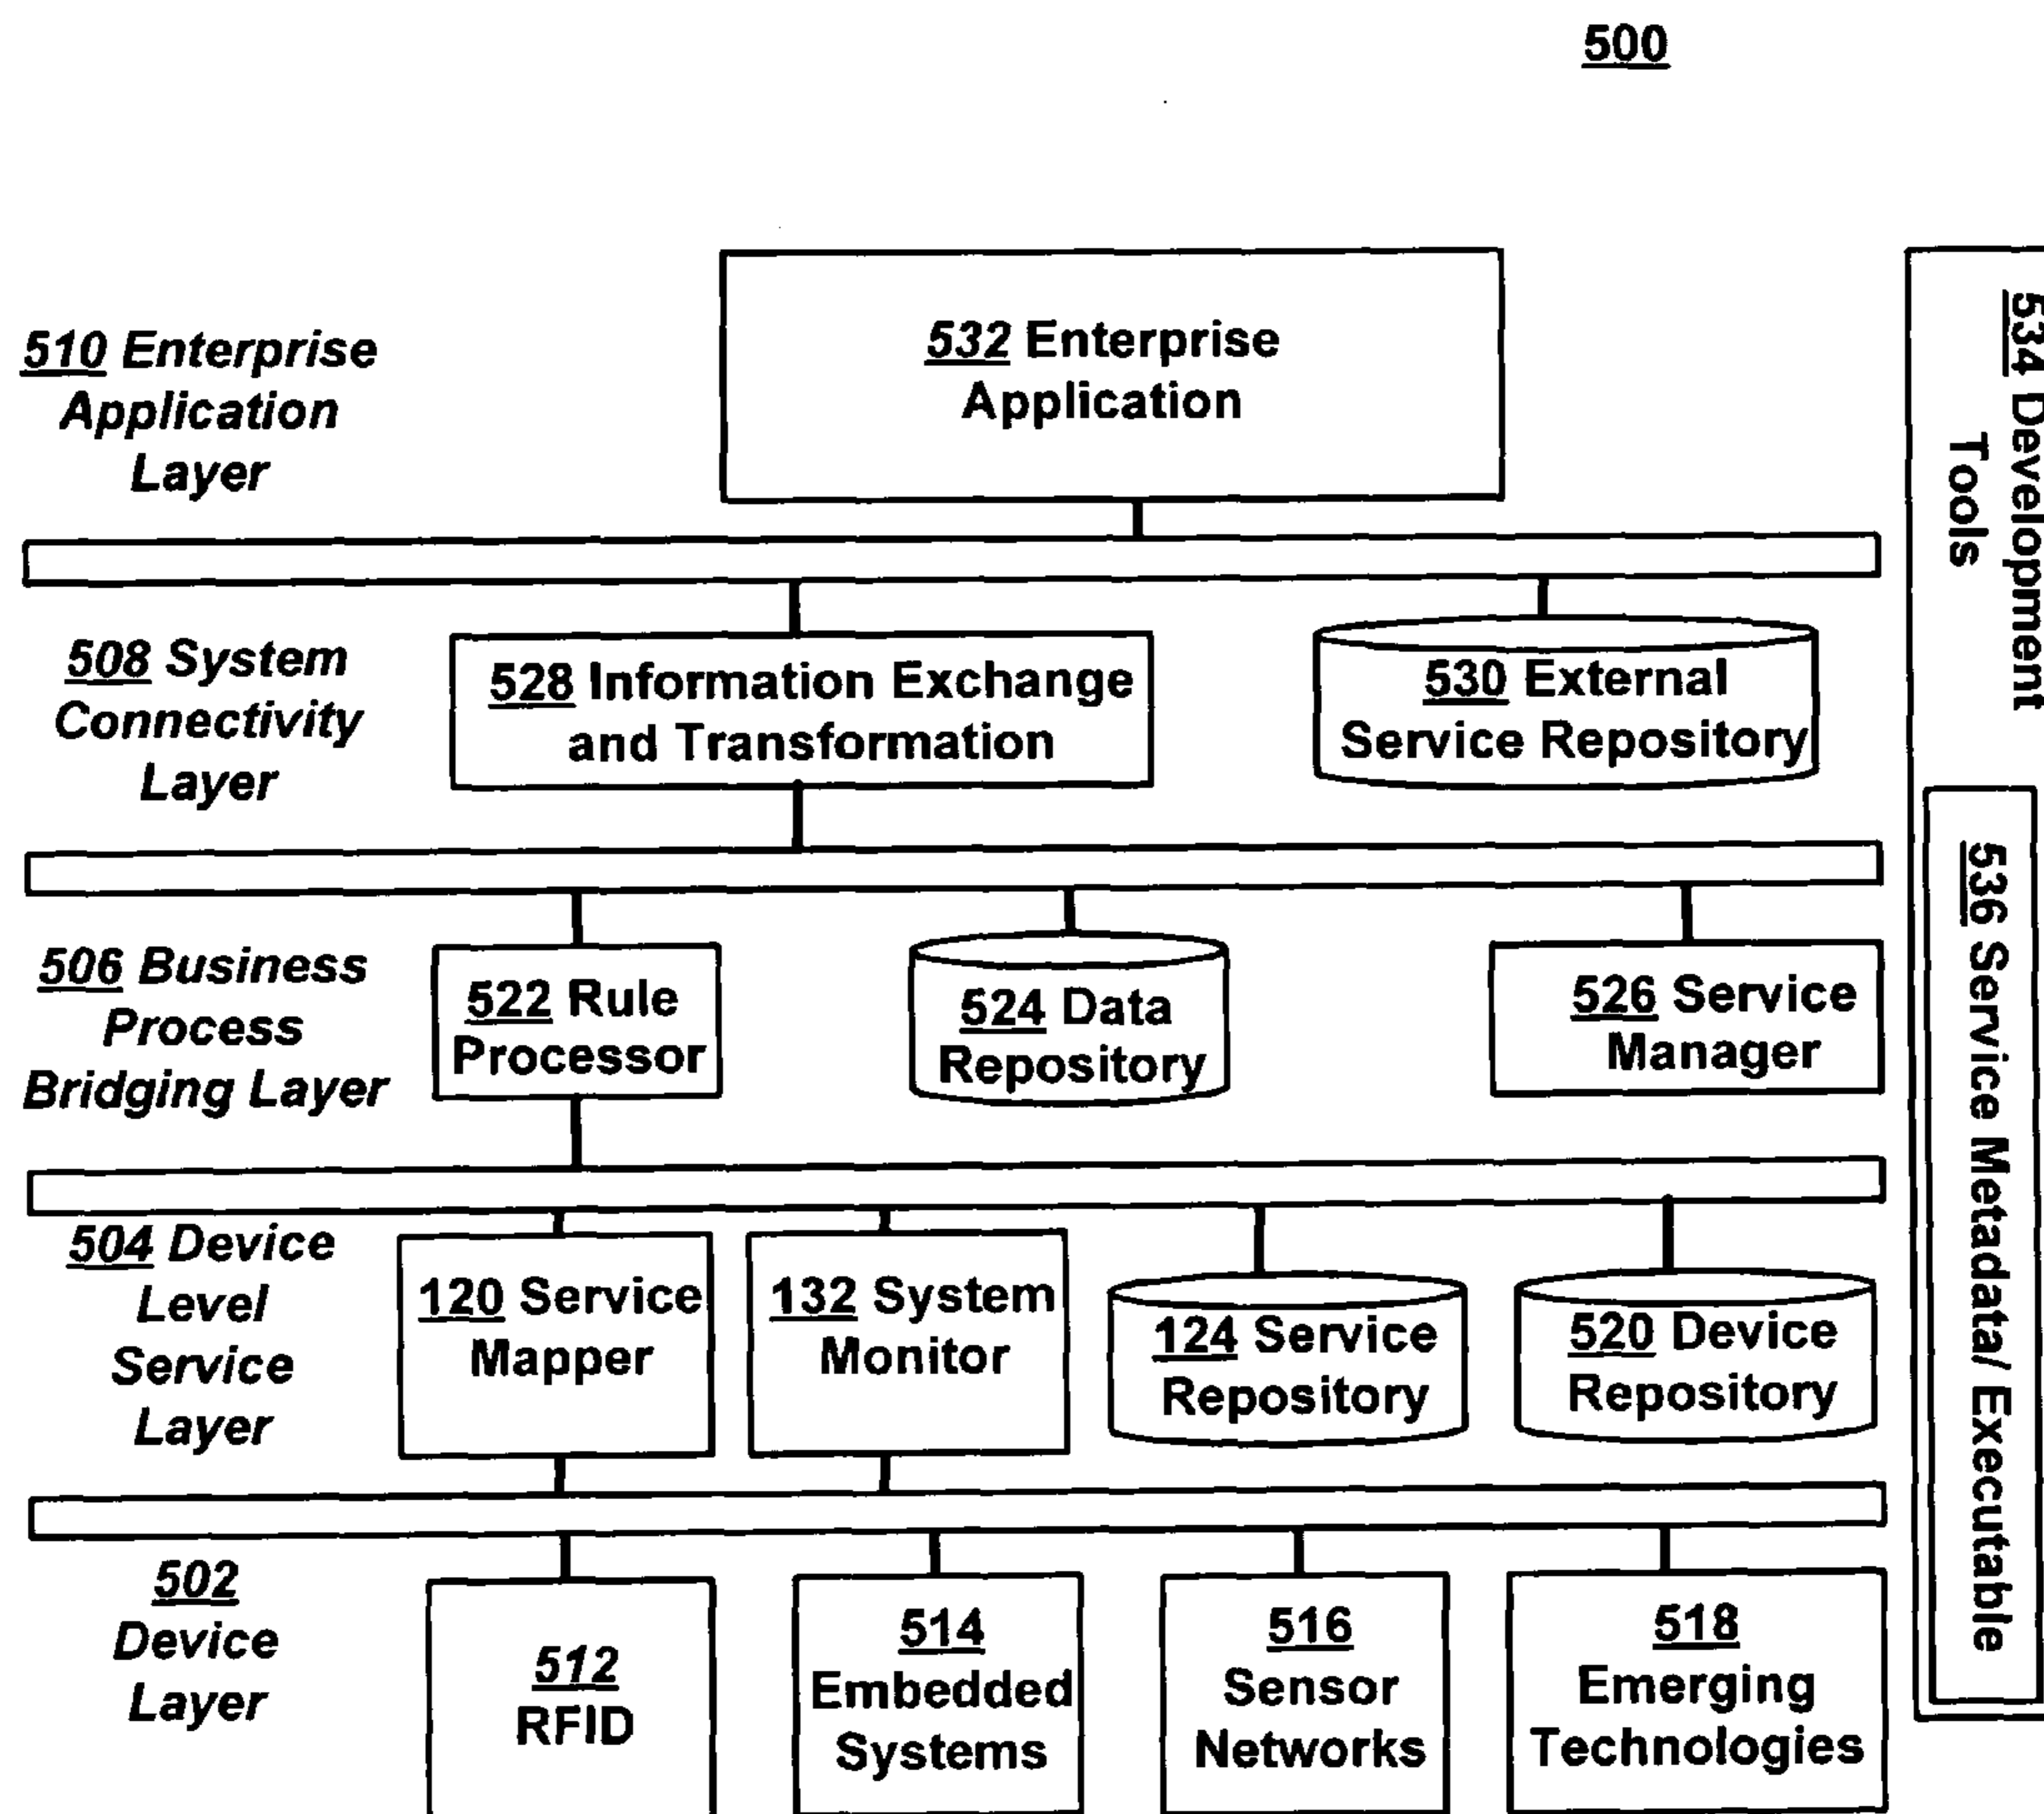 500
510 Enterprise
Application
Layer
532 Enterprise
Application
534 Development
Tools
508 System
Connectivity
Layer
528 Information Exchange
and Transformation
530 External
Service Repository
506 Business
Process
Bridging Layer
522 Rule
Processor
524 Data
Repository
526 Service
Manager
536 Service Metadata/ Executable
504 Device
Level
Service
Layer
120 Service
Mapper
132 System
Monitor
124 Service
Repository
520 Device
Repository
502
Device
Layer
512
RFID
514
Embedded
Systems
516
Sensor
Networks
518
Emerging
Technologies